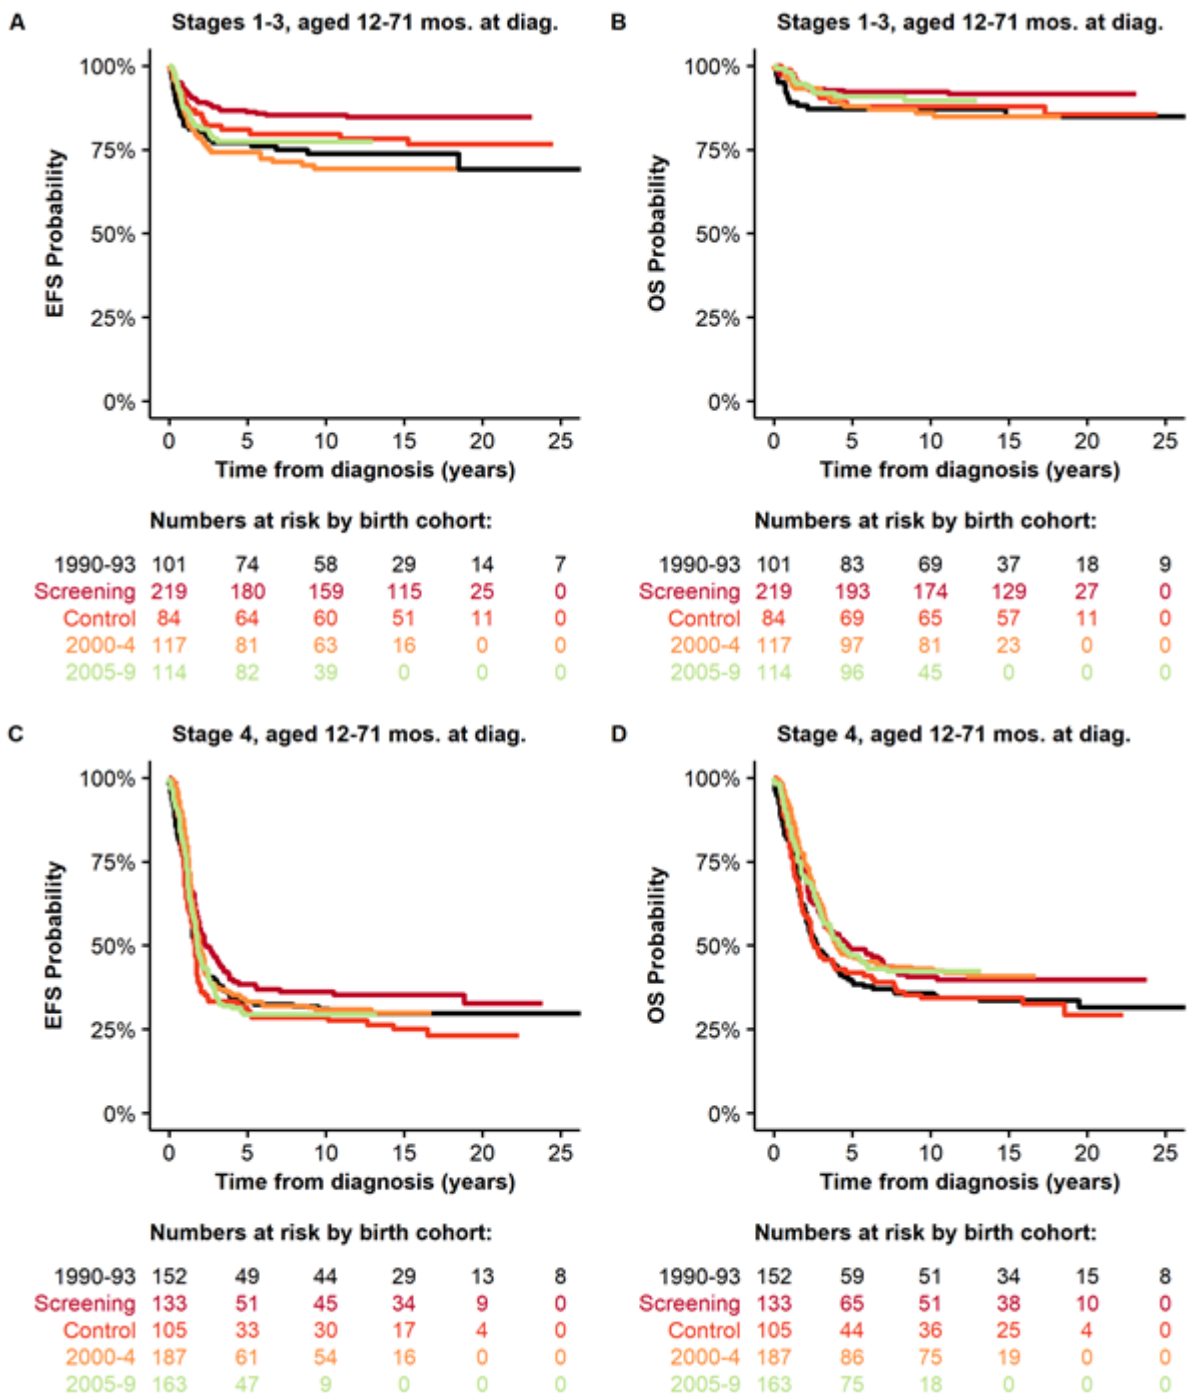 A Stages 1-3, aged 12-71 mos. at diag.
100%
75%
50%
25%
0%
EFS Probability
0 5 10 15 20 25
Time from diagnosis (years)
Numbers at risk by birth cohort:
1990-93 101 74 58 29 14 7
Screening 219 180 159 115 25 0
Control 84 64 60 51 11 0
2000-4 117 81 63 16 0 0
2005-9 114 82 39 0 0 0
B Stages 1-3, aged 12-71 mos. at diag.
100%
75%
50%
25%
0%
OS Probability
0 5 10 15 20 25
Time from diagnosis (years)
Numbers at risk by birth cohort:
1990-93 101 83 69 37 18 9
Screening 219 193 174 129 27 0
Control 84 69 65 57 11 0
2000-4 117 97 81 23 0 0
2005-9 114 96 45 0 0 0
C Stage 4, aged 12-71 mos. at diag.
100%
75%
50%
25%
0%
EFS Probability
0 5 10 15 20 25
Time from diagnosis (years)
Numbers at risk by birth cohort:
1990-93 152 49 44 29 13 8
Screening 133 51 45 34 9 0
Control 105 33 30 17 4 0
2000-4 187 61 54 16 0 0
2005-9 163 47 9 0 0 0
D Stage 4, aged 12-71 mos. at diag.
100%
75%
50%
25%
0%
OS Probability
0 5 10 15 20 25
Time from diagnosis (years)
Numbers at risk by birth cohort:
1990-93 152 59 51 34 15 8
Screening 133 65 51 38 10 0
Control 105 44 36 25 4 0
2000-4 187 86 75 19 0 0
2005-9 163 75 18 0 0 0